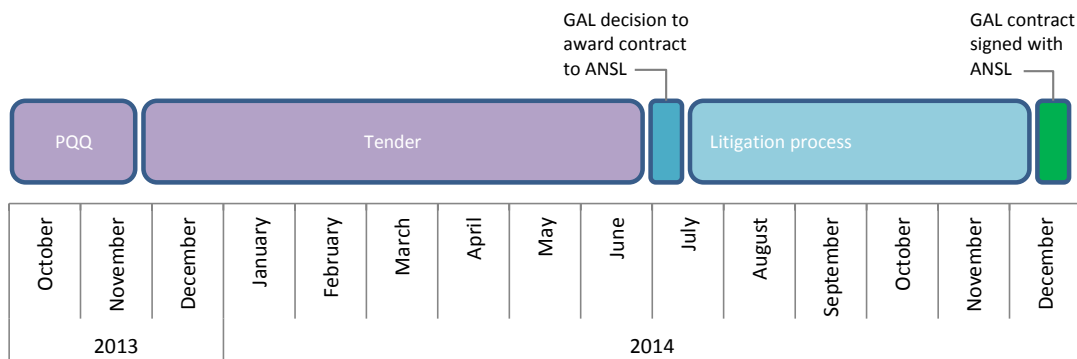 GAL decision to
award contract
to ANSL
GAL contract
signed with
ANSL
PQQ
Tender
Litigation process
October
November
December
January
February
March
April
May
June
July
August
September
October
November
December
2013
2014